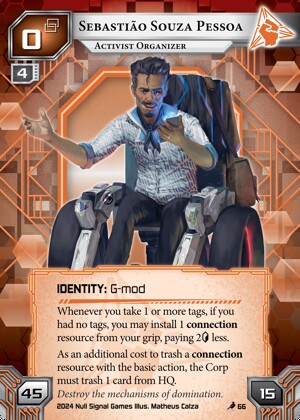 0
SEBASTIÃO SOUZA PESSOA
ACTIVIST ORGANIZER
4
IDENTITY: G-mod
Whenever you take 1 or more tags, if you
had no tags, you may install 1 connection
resource from your grip, paying 2 less.
As an additional cost to trash a connection
resource with the basic action, the Corp
must trash 1 card from HQ.
Destroy the mechanisms of domination.
45
2024 Null Signal Games Illus. Matheus Calza
66
15